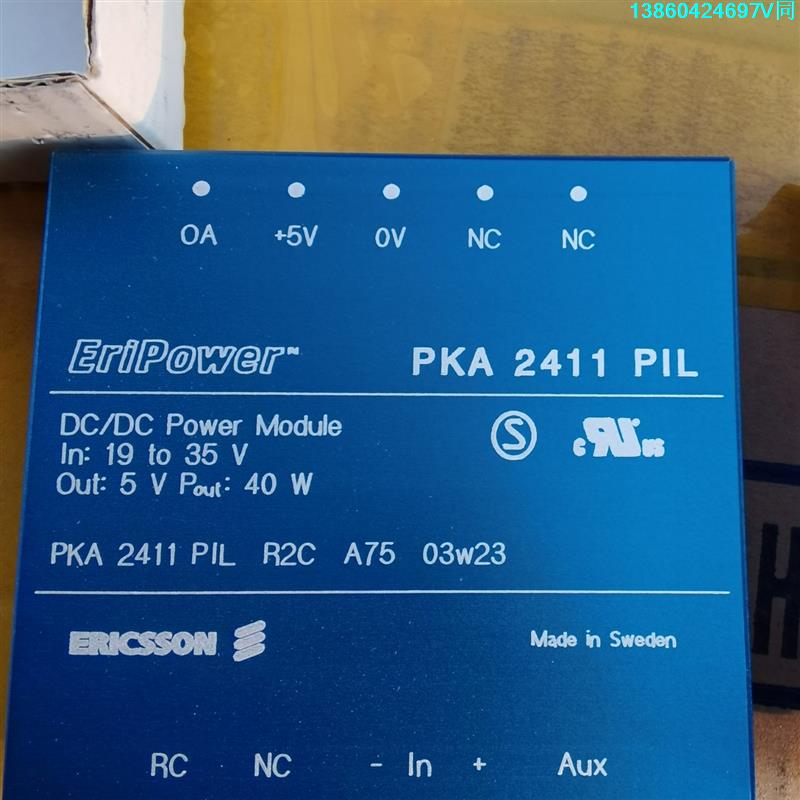 13860424697V同
OA +5V 0V NC NC
EriPower™ PKA 2411 PIL
DC/DC Power Module
In: 19 to 35 V
Out: 5 V Pout: 40 W
S c RU us
PKA 2411 PIL R2C A75 03w23
ERICSSON Made in Sweden
RC NC - In + Aux
H